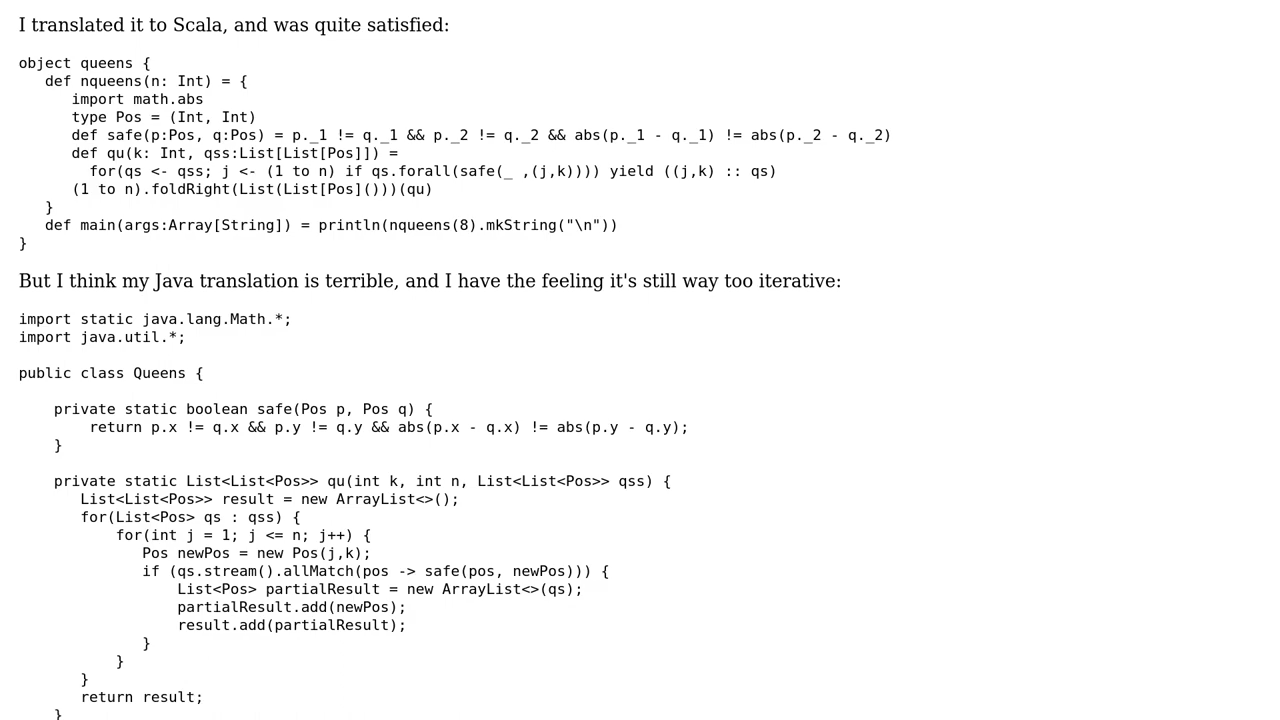 I translated it to Scala, and was quite satisfied:
object queens {
   def nqueens(n: Int) = {
      import math.abs
      type Pos = (Int, Int)
      def safe(p:Pos, q:Pos) = p._1 != q._1 && p._2 != q._2 && abs(p._1 - q._1) != abs(p._2 - q._2)
      def qu(k: Int, qss:List[List[Pos]]) =
        for(qs <- qss; j <- (1 to n) if qs.forall(safe(_ ,(j,k)))) yield ((j,k) :: qs)
      (1 to n).foldRight(List(List[Pos]()))(qu)
   }
   def main(args:Array[String]) = println(nqueens(8).mkString("\n"))
}
But I think my Java translation is terrible, and I have the feeling it's still way too iterative:
import static java.lang.Math.*;
import java.util.*;

public class Queens {

    private static boolean safe(Pos p, Pos q) {
        return p.x != q.x && p.y != q.y && abs(p.x - q.x) != abs(p.y - q.y);
    }

    private static List<List<Pos>> qu(int k, int n, List<List<Pos>> qss) {
       List<List<Pos>> result = new ArrayList<>();
       for(List<Pos> qs : qss) {
           for(int j = 1; j <= n; j++) {
              Pos newPos = new Pos(j,k);
              if (qs.stream().allMatch(pos -> safe(pos, newPos))) {
                  List<Pos> partialResult = new ArrayList<>(qs);
                  partialResult.add(newPos);
                  result.add(partialResult);
              }
           }
       }
       return result;
    }